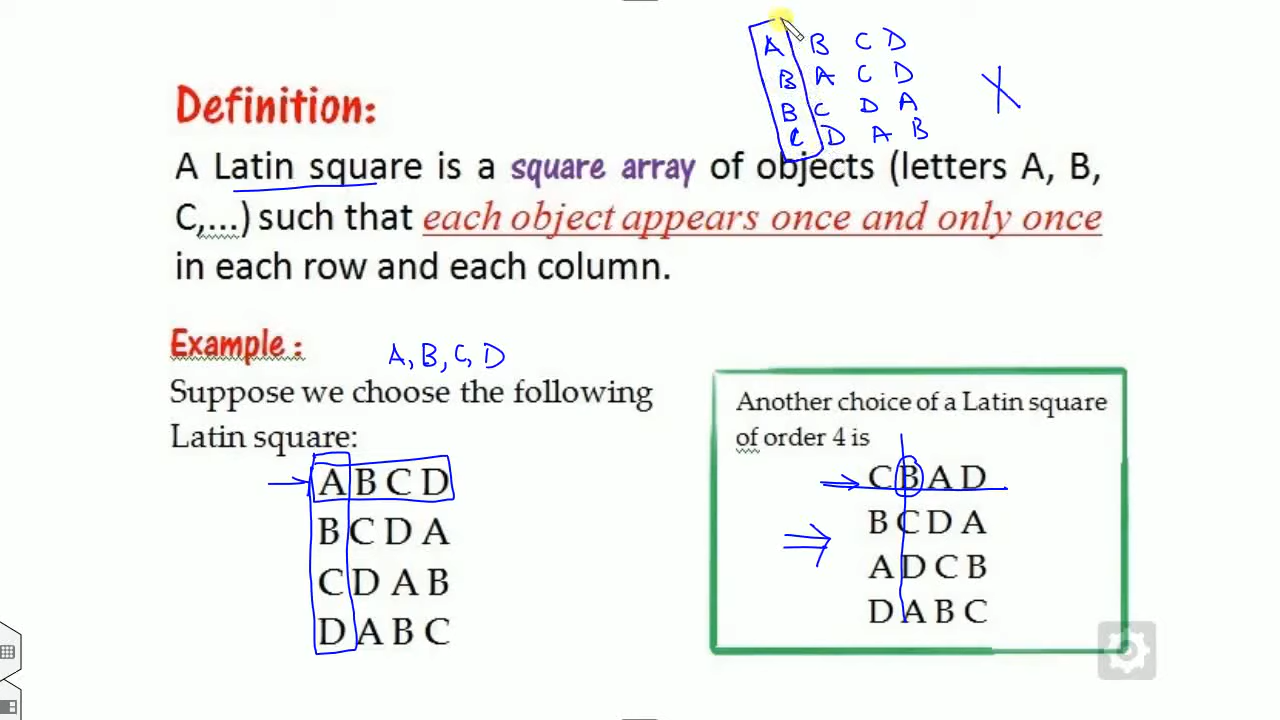 A B C D
B A C D
B C D A
C D A B
X
Definition:
A Latin square is a square array of objects (letters A, B,
C,...) such that each object appears once and only once
in each row and each column.
Example :
A, B, C, D
Suppose we choose the following
Latin square:
A B C D
B C D A
C D A B
D A B C
Another choice of a Latin square
of order 4 is
C B A D
B C D A
A D C B
D A B C